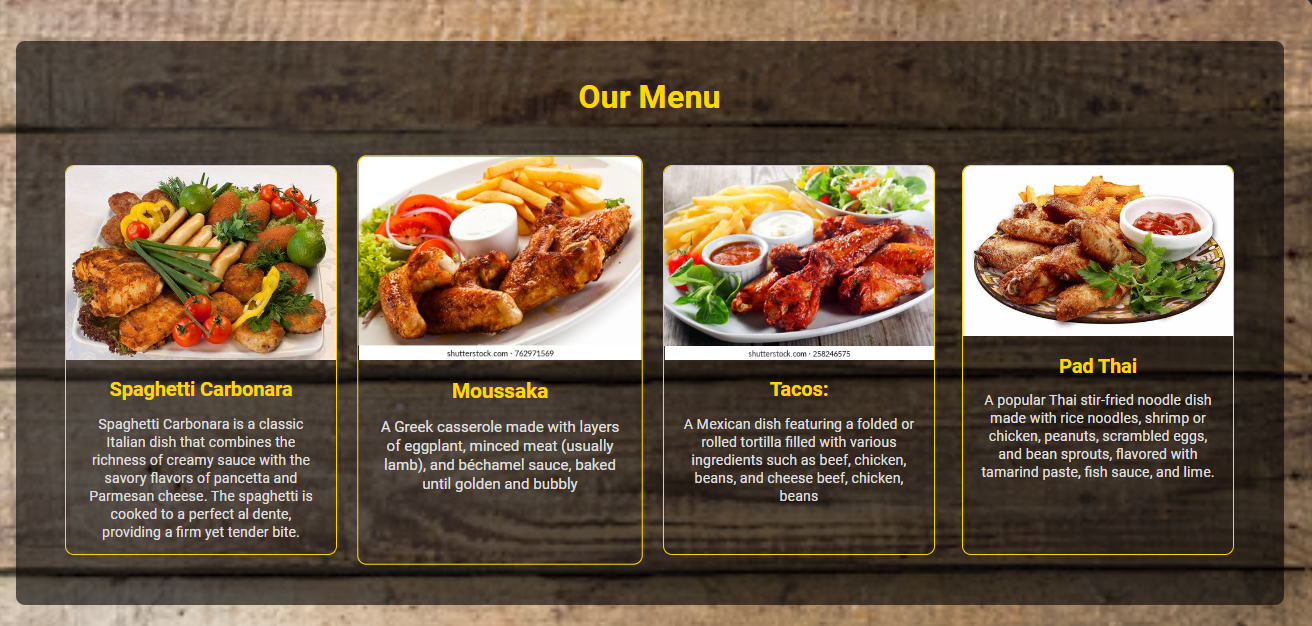 Our Menu
shutterstock.com · 762971569
shutterstock.com · 258246575
Spaghetti Carbonara
Spaghetti Carbonara is a classic
Italian dish that combines the
richness of creamy sauce with the
savory flavors of pancetta and
Parmesan cheese. The spaghetti is
cooked to a perfect al dente,
providing a firm yet tender bite.
Moussaka
A Greek casserole made with layers
of eggplant, minced meat (usually
lamb), and béchamel sauce, baked
until golden and bubbly
Tacos:
A Mexican dish featuring a folded or
rolled tortilla filled with various
ingredients such as beef, chicken,
beans, and cheese beef, chicken,
beans
Pad Thai
A popular Thai stir-fried noodle dish
made with rice noodles, shrimp or
chicken, peanuts, scrambled eggs,
and bean sprouts, flavored with
tamarind paste, fish sauce, and lime.